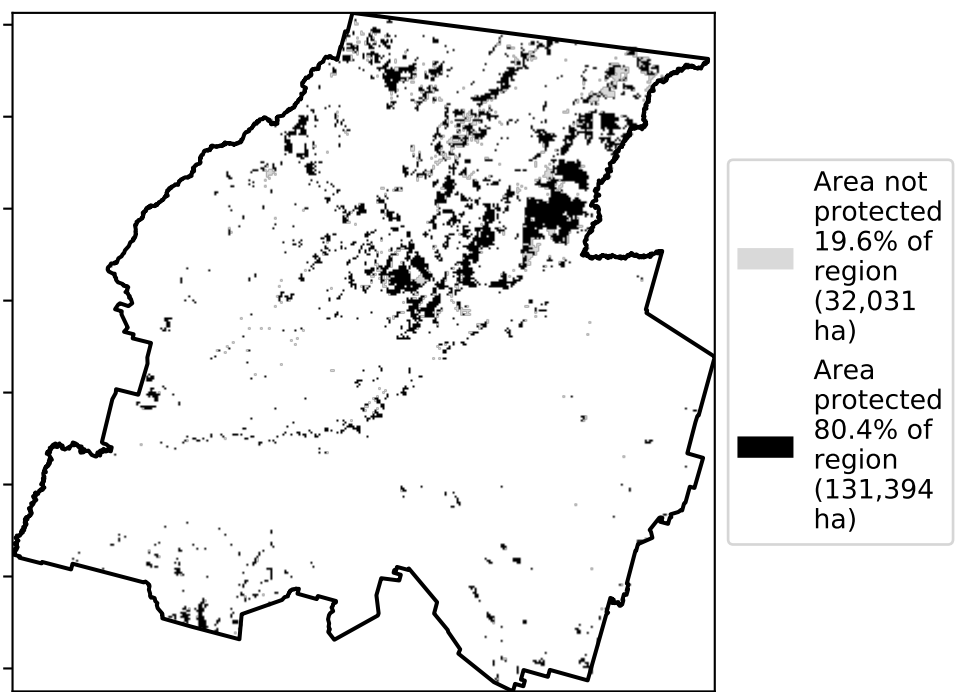 Area not
protected
19.6% of
region
(32,031
ha)
Area
protected
80.4% of
region
(131,394
ha)